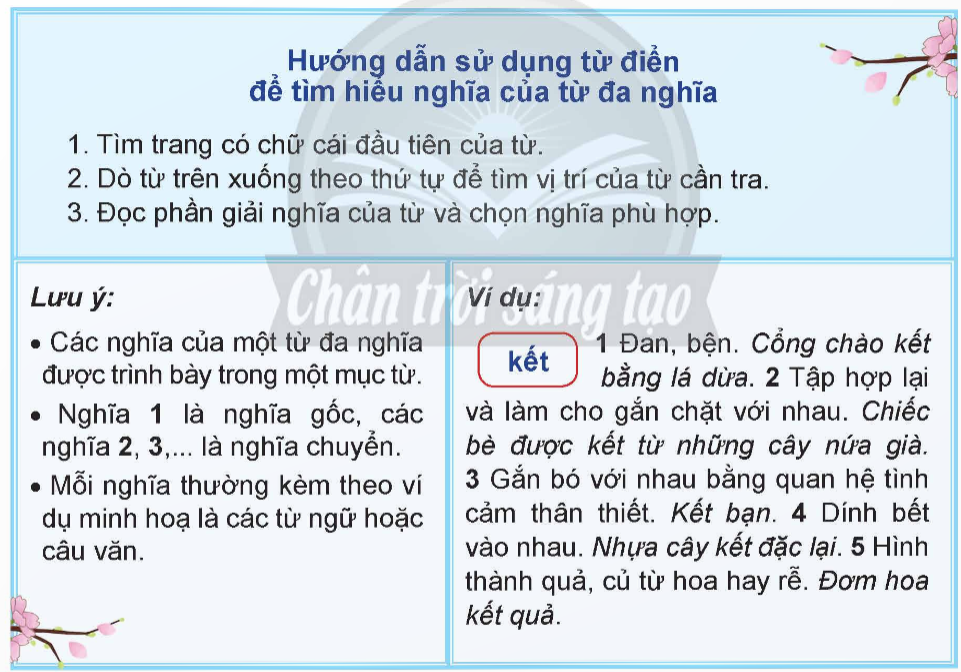 Hướng dẫn sử dụng từ điển
để tìm hiểu nghĩa của từ đa nghĩa
1. Tìm trang có chữ cái đầu tiên của từ.
2. Dò từ trên xuống theo thứ tự để tìm vị trí của từ cần tra.
3. Đọc phần giải nghĩa của từ và chọn nghĩa phù hợp.
Chân trời sáng tạo
Lưu ý:
• Các nghĩa của một từ đa nghĩa
được trình bày trong một mục từ.
• Nghĩa 1 là nghĩa gốc, các
nghĩa 2, 3,... là nghĩa chuyển.
• Mỗi nghĩa thường kèm theo ví
dụ minh hoạ là các từ ngữ hoặc
câu văn.
Ví dụ:
kết
1 Đan, bện. Cổng chào kết
bằng lá dừa. 2 Tập hợp lại
và làm cho gắn chặt với nhau. Chiếc
bè được kết từ những cây nứa già.
3 Gắn bó với nhau bằng quan hệ tình
cảm thân thiết. Kết bạn. 4 Dính bết
vào nhau. Nhựa cây kết đặc lại. 5 Hình
thành quả, củ từ hoa hay rễ. Đơm hoa
kết quả.